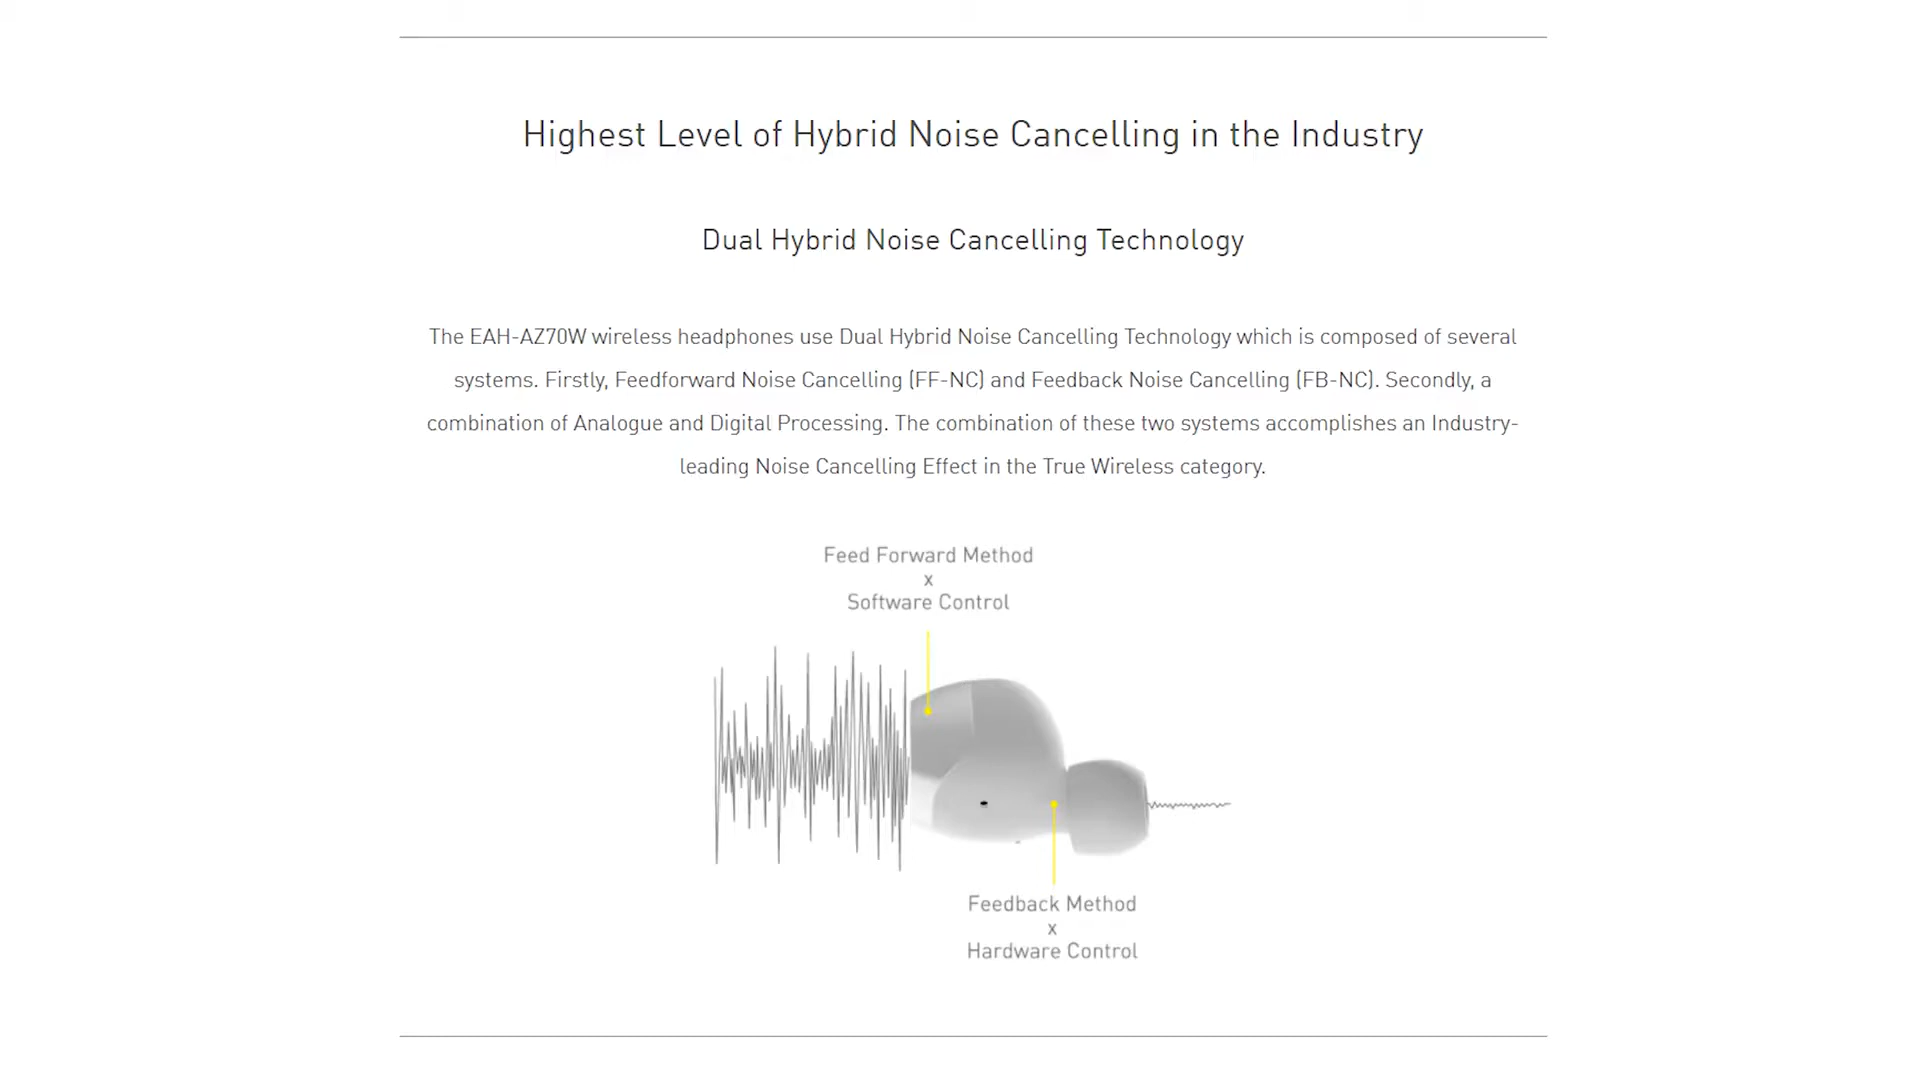 Highest Level of Hybrid Noise Cancelling in the Industry
Dual Hybrid Noise Cancelling Technology
The EAH-AZ70W wireless headphones use Dual Hybrid Noise Cancelling Technology which is composed of several
systems. Firstly, Feedforward Noise Cancelling (FF-NC) and Feedback Noise Cancelling (FB-NC). Secondly, a
combination of Analogue and Digital Processing. The combination of these two systems accomplishes an Industry-
leading Noise Cancelling Effect in the True Wireless category.
Feed Forward Method
x
Software Control
Feedback Method
x
Hardware Control